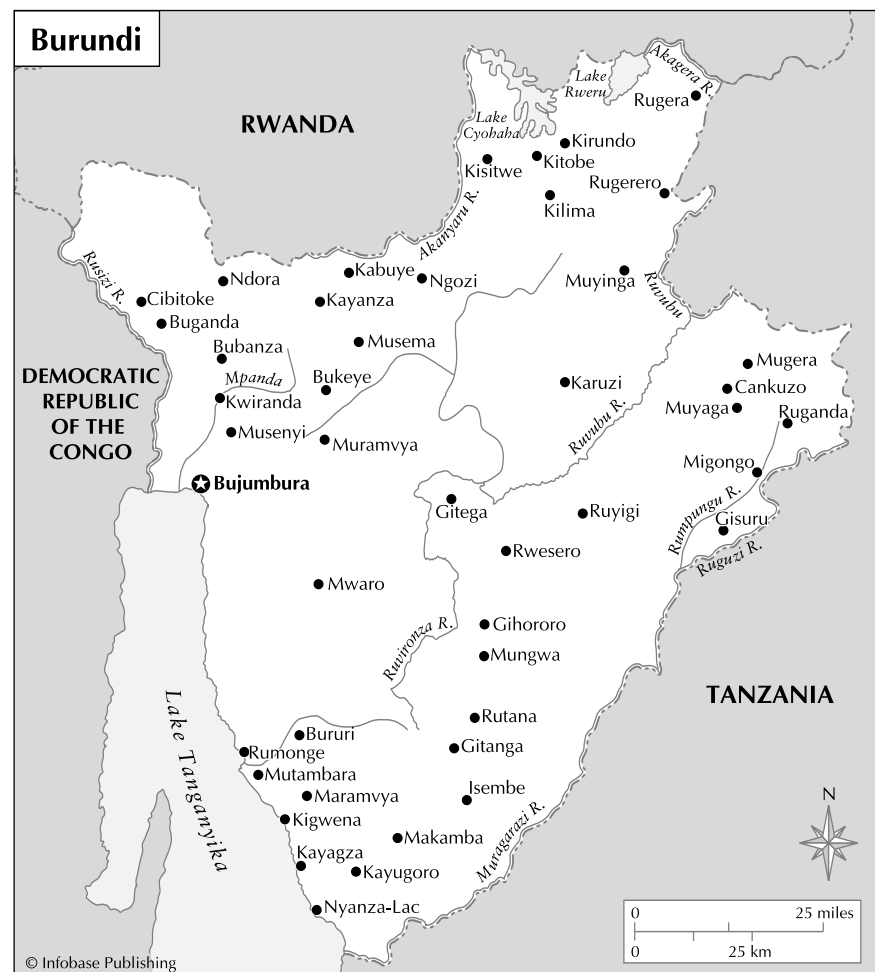 Burundi
RWANDA
Akagera R.
Lake
Rweru
Rugera
Lake
Cyohaha
Kirundo
Kitobe
Kisitwe
Rugerero
Kilima
Akanyaru R.
Rusizi R.
Ndora
Kabuye
Ngozi
Muyinga
Ruvubu
Cibitoke
Kayanza
Buganda
Musema
Bubanza
Mugera
DEMOCRATIC
REPUBLIC
OF THE
CONGO
Mpanda
Bukeye
Karuzi
Cankuzo
Kwiranda
Muyaga
Ruganda
Musenyi
Muramvya
Ruvubu R.
Migongo
Bujumbura
Gitega
Ruyigi
Rumpungu R.
Gisuru
Ruguzi R.
Rwesero
Mwaro
Gihororo
Ruvironza R.
Mungwa
TANZANIA
Lake Tanganyika
Rutana
Bururi
Gitanga
Rumonge
Mutambara
Maramvya
Isembe
Kigwena
Makamba
Muragarazi R.
Kayagza
Kayugoro
Nyanza-Lac
N
0
25 miles
0
25 km
© Infobase Publishing